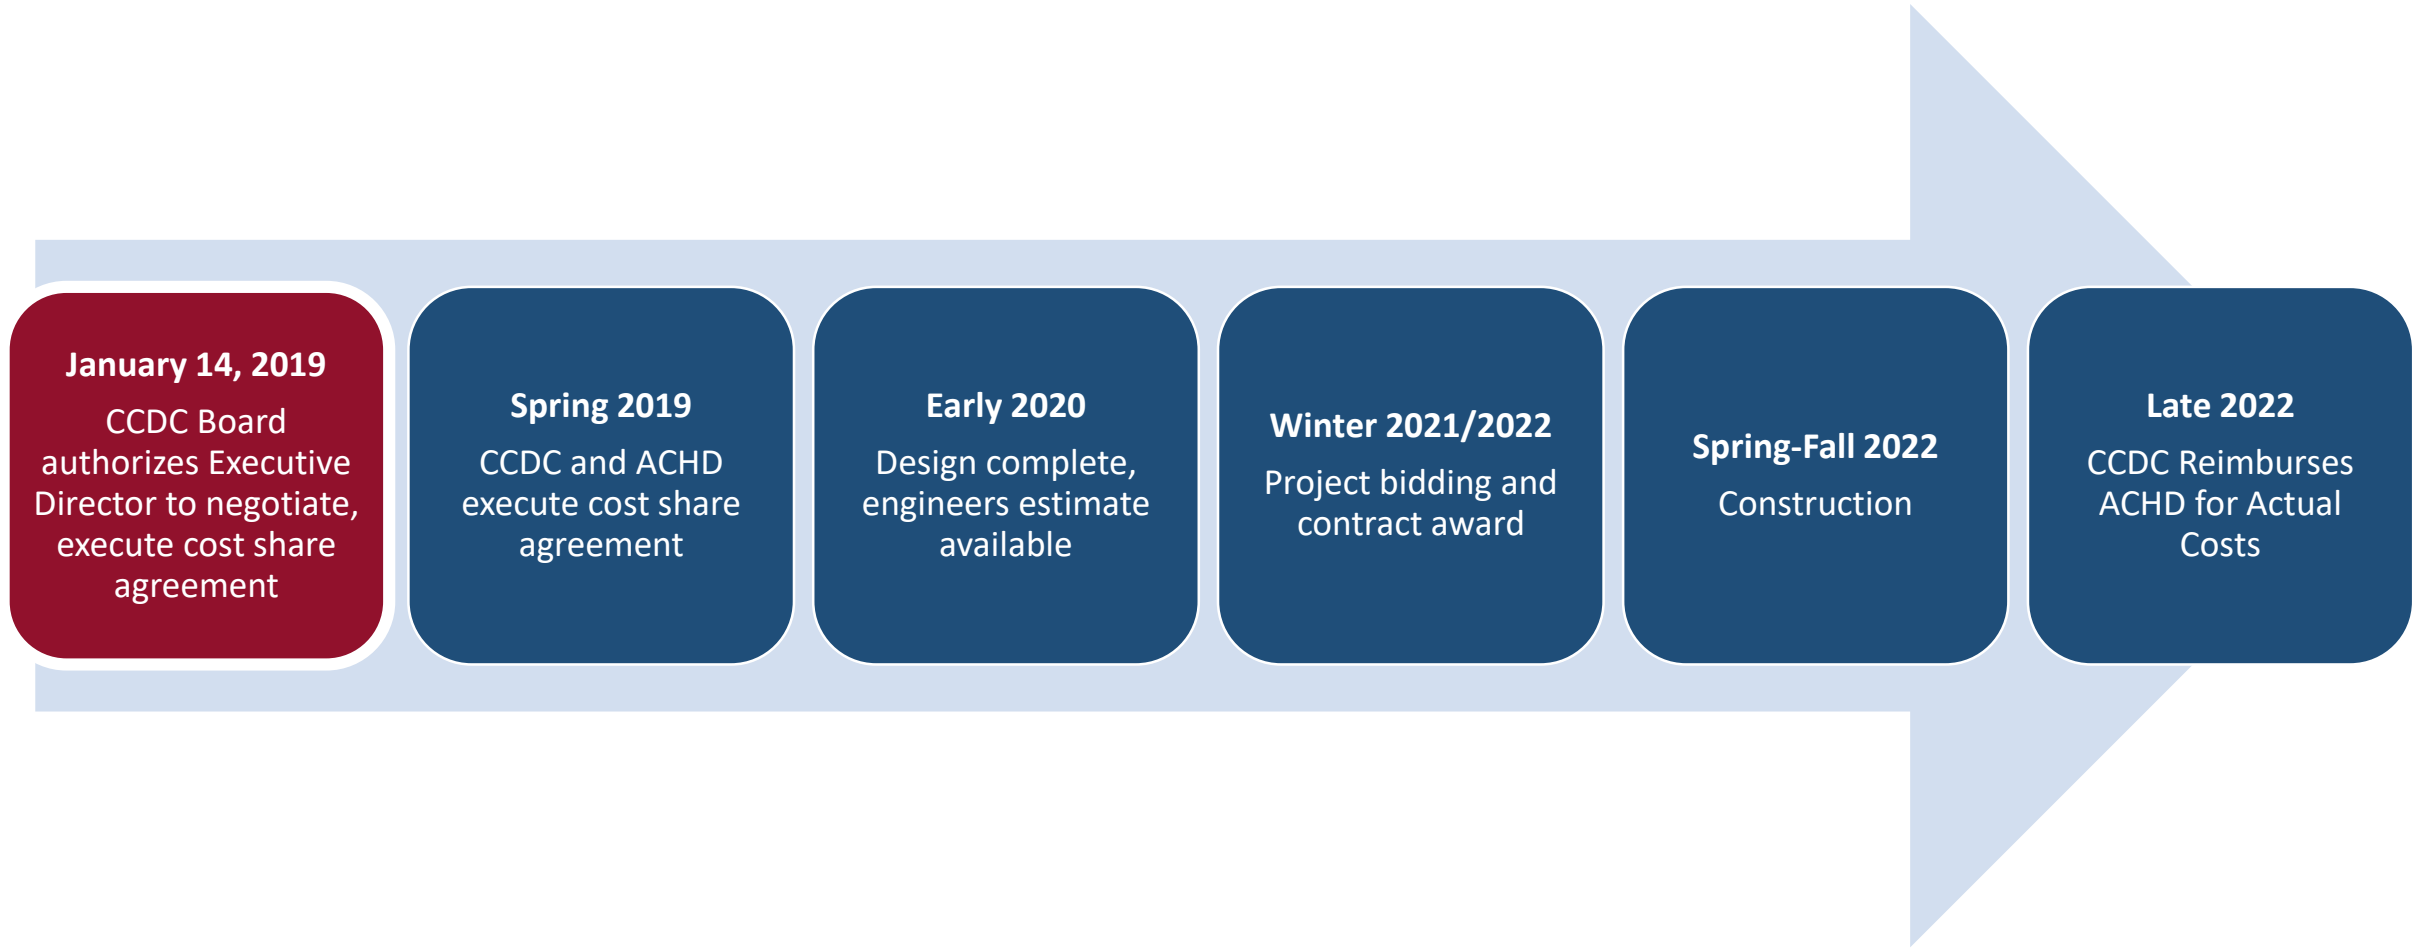 January 14, 2019
CCDC Board
authorizes Executive
Director to negotiate,
execute cost share
agreement
Spring 2019
CCDC and ACHD
execute cost share
agreement
Early 2020
Design complete,
engineers estimate
available
Winter 2021/2022
Project bidding and
contract award
Spring-Fall 2022
Construction
Late 2022
CCDC Reimburses
ACHD for Actual
Costs